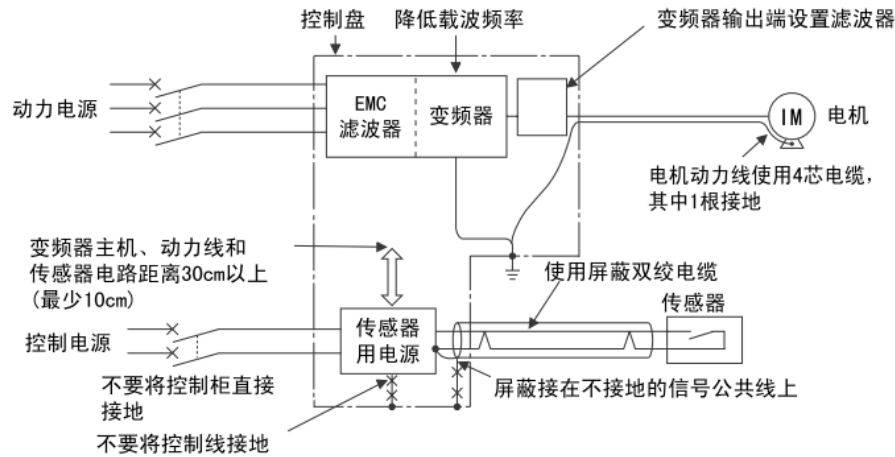 控制盘
降低载波频率
变频器输出端设置滤波器
动力电源
EMC
滤波器
变频器
IM
电机
电机动力线使用4芯电缆，
其中1根接地
变频器主机、动力线和
传感器电路距离30cm以上
(最少10cm)
使用屏蔽双绞电缆
传感器
控制电源
传感器
用电源
不要将控制柜直接
接地
屏蔽接在不接地的信号公共线上
不要将控制线接地